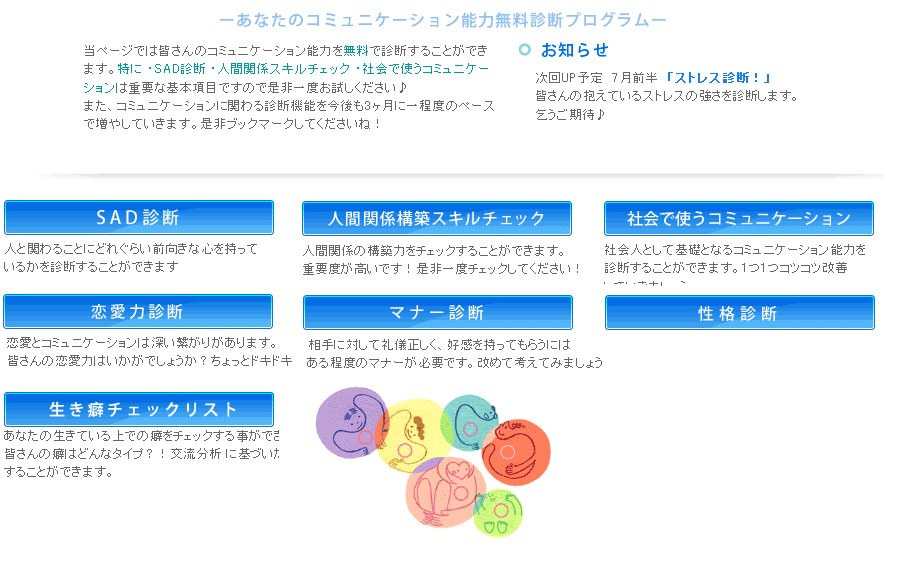 ーあなたのコミュニケーション能力無料診断プログラムー
当ページでは皆さんのコミュニケーション能力を無料で診断することができ
ます。特に・SAD診断・人間関係スキルチェック・社会で使うコミュニケー
ションは重要な基本項目ですので是非一度お試しください♪
また、コミュニケーションに関わる診断機能を今後も3ヶ月に一程度のペース
で増やしていきます。是非ブックマークしてくださいね！
お知らせ
次回UP予定 7月前半「ストレス診断！」
皆さんの抱えているストレスの強さを診断します。
乞うご期待♪
SAD診断
人と関わることにどれぐらい前向きな心を持って
いるかを診断することができます
人間関係構築スキルチェック
人間関係の構築力をチェックすることができます。
重要度が高いです！是非一度チェックしてください！
社会で使うコミュニケーション
社会人として基礎となるコミュニケーション能力を
診断することができます。1つ1つコツコツ改善
恋愛力診断
恋愛とコミュニケーションは深い繋がりがあります。
皆さんの恋愛力はいかがでしょうか？ちょっとドキドキ
マナー診断
相手に対して礼儀正しく、好感を持ってもらうには
ある程度のマナーが必要です。改めて考えてみましょう
性格診断
生き癖チェックリスト
あなたの生きている上での癖をチェックする事ができ
皆さんの癖はどんなタイプ？！交流分析に基づいた
することができます。